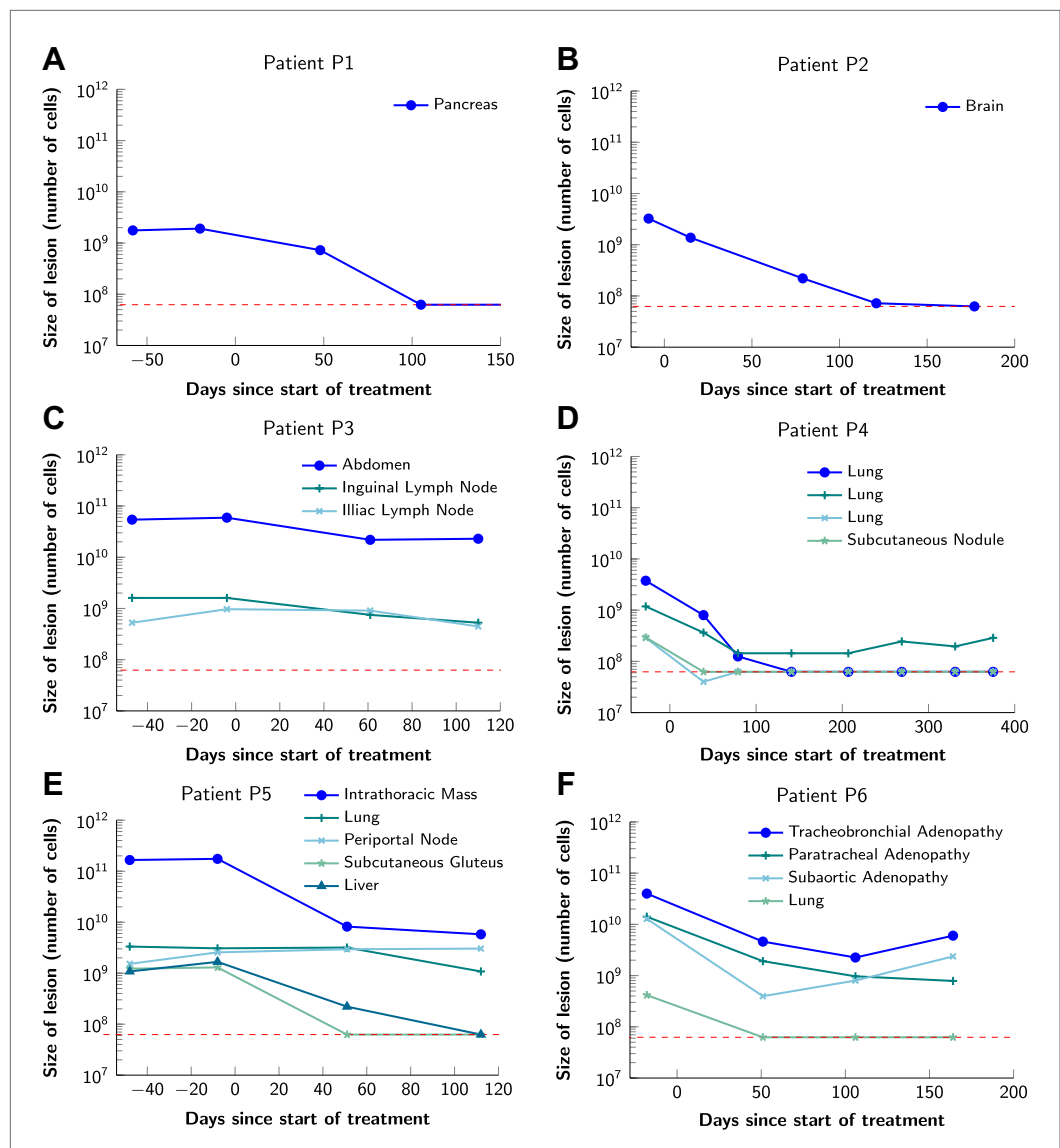 A
Patient P1
Size of lesion (number of cells)
10^12
10^11
10^10
10^9
10^8
10^7
Pancreas
−50 0 50 100 150
Days since start of treatment
B
Patient P2
Size of lesion (number of cells)
10^12
10^11
10^10
10^9
10^8
10^7
Brain
0 50 100 150 200
Days since start of treatment
C
Patient P3
Size of lesion (number of cells)
10^12
10^11
10^10
10^9
10^8
10^7
Abdomen
Inguinal Lymph Node
Illiac Lymph Node
−40 −20 0 20 40 60 80 100 120
Days since start of treatment
D
Patient P4
Size of lesion (number of cells)
10^12
10^11
10^10
10^9
10^8
10^7
Lung
Lung
Lung
Subcutaneous Nodule
0 100 200 300 400
Days since start of treatment
E
Patient P5
Size of lesion (number of cells)
10^12
10^11
10^10
10^9
10^8
10^7
Intrathoracic Mass
Lung
Periportal Node
Subcutaneous Gluteus
Liver
−40 −20 0 20 40 60 80 100 120
Days since start of treatment
F
Patient P6
Size of lesion (number of cells)
10^12
10^11
10^10
10^9
10^8
10^7
Tracheobronchial Adenopathy
Paratracheal Adenopathy
Subaortic Adenopathy
Lung
0 50 100 150 200
Days since start of treatment